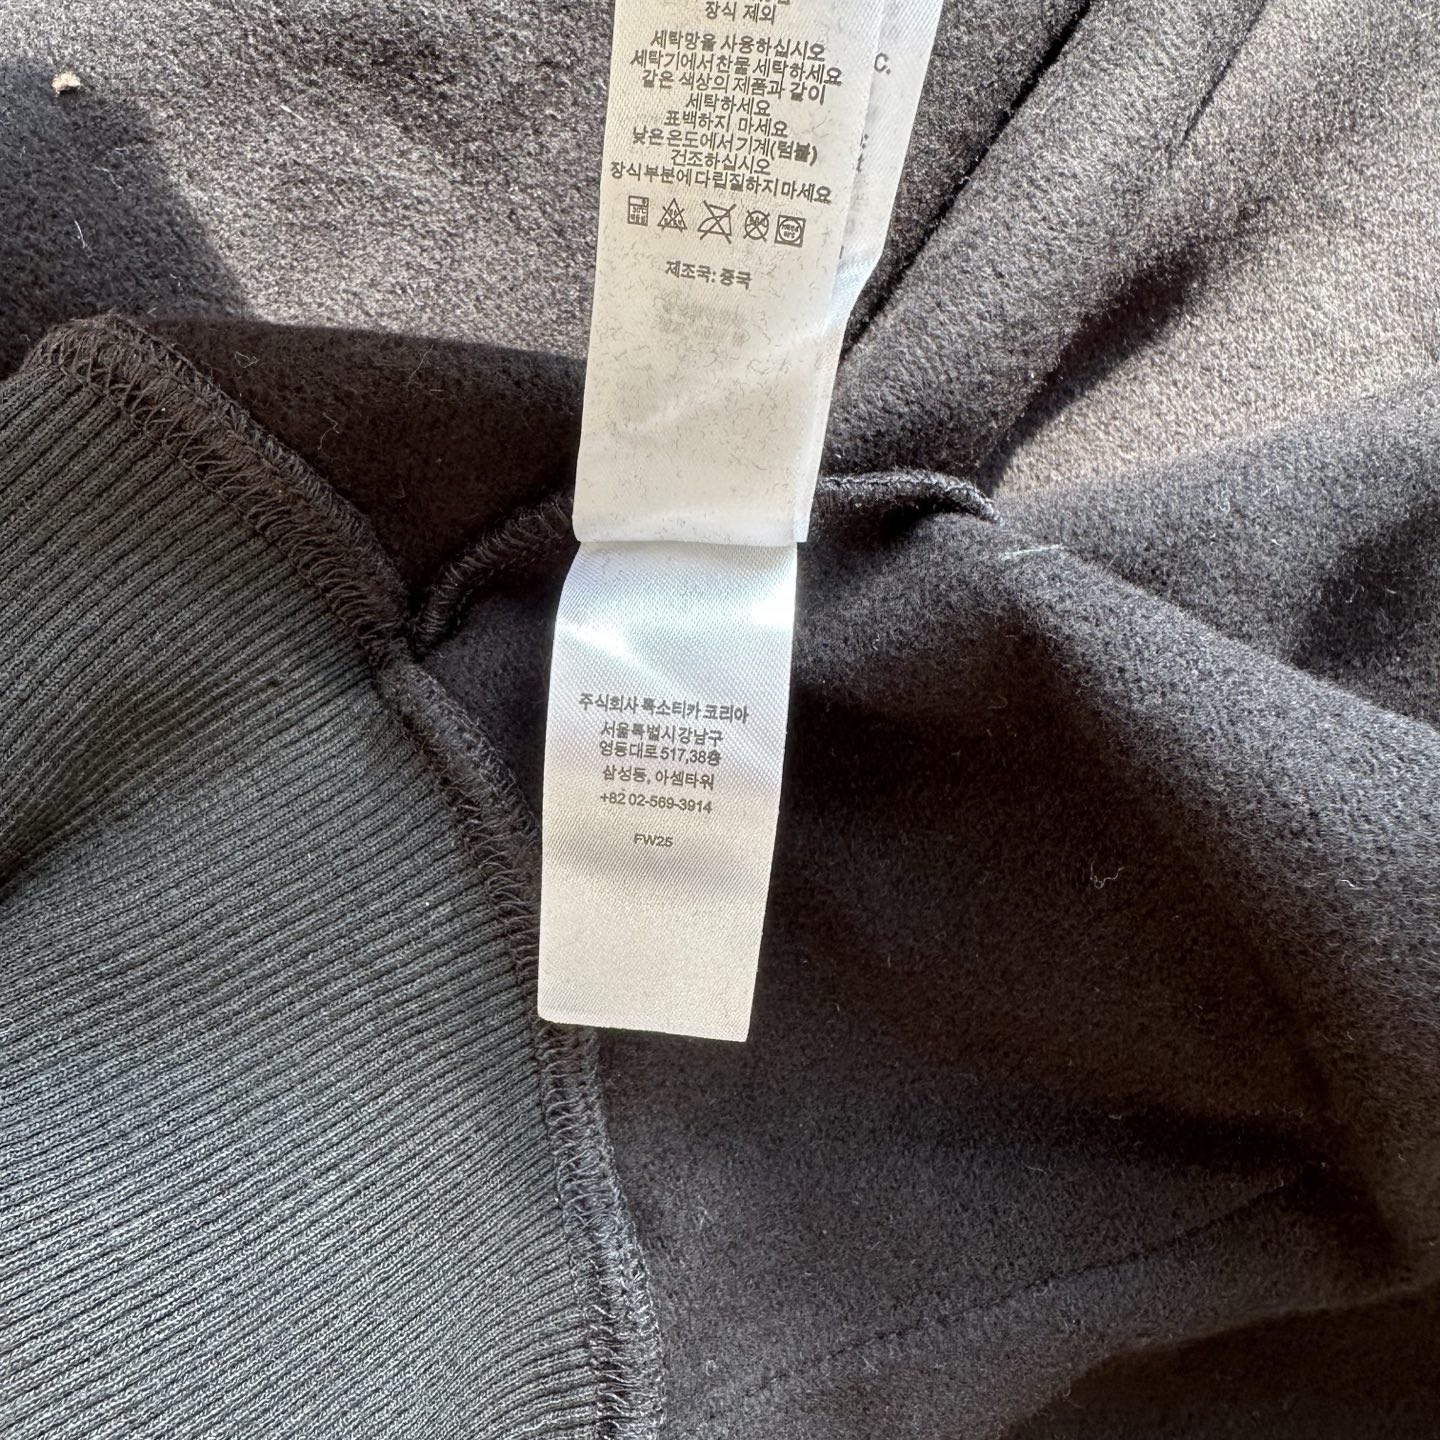 장식 제외
세탁망을 사용하십시오
세탁기에서 찬물 세탁하세요
같은 색상의 제품과 같이
세탁하세요
표백하지 마세요
낮은 온도에서 기계(텀블)
건조하십시오
장식 부분에 다림질하지 마세요
제조국: 중국
주식회사 톡소티카 코리아
서울특별시 강남구
영동대로 517,38층
삼성동, 아셈타워
+82 02-569-3914
FW25
C.